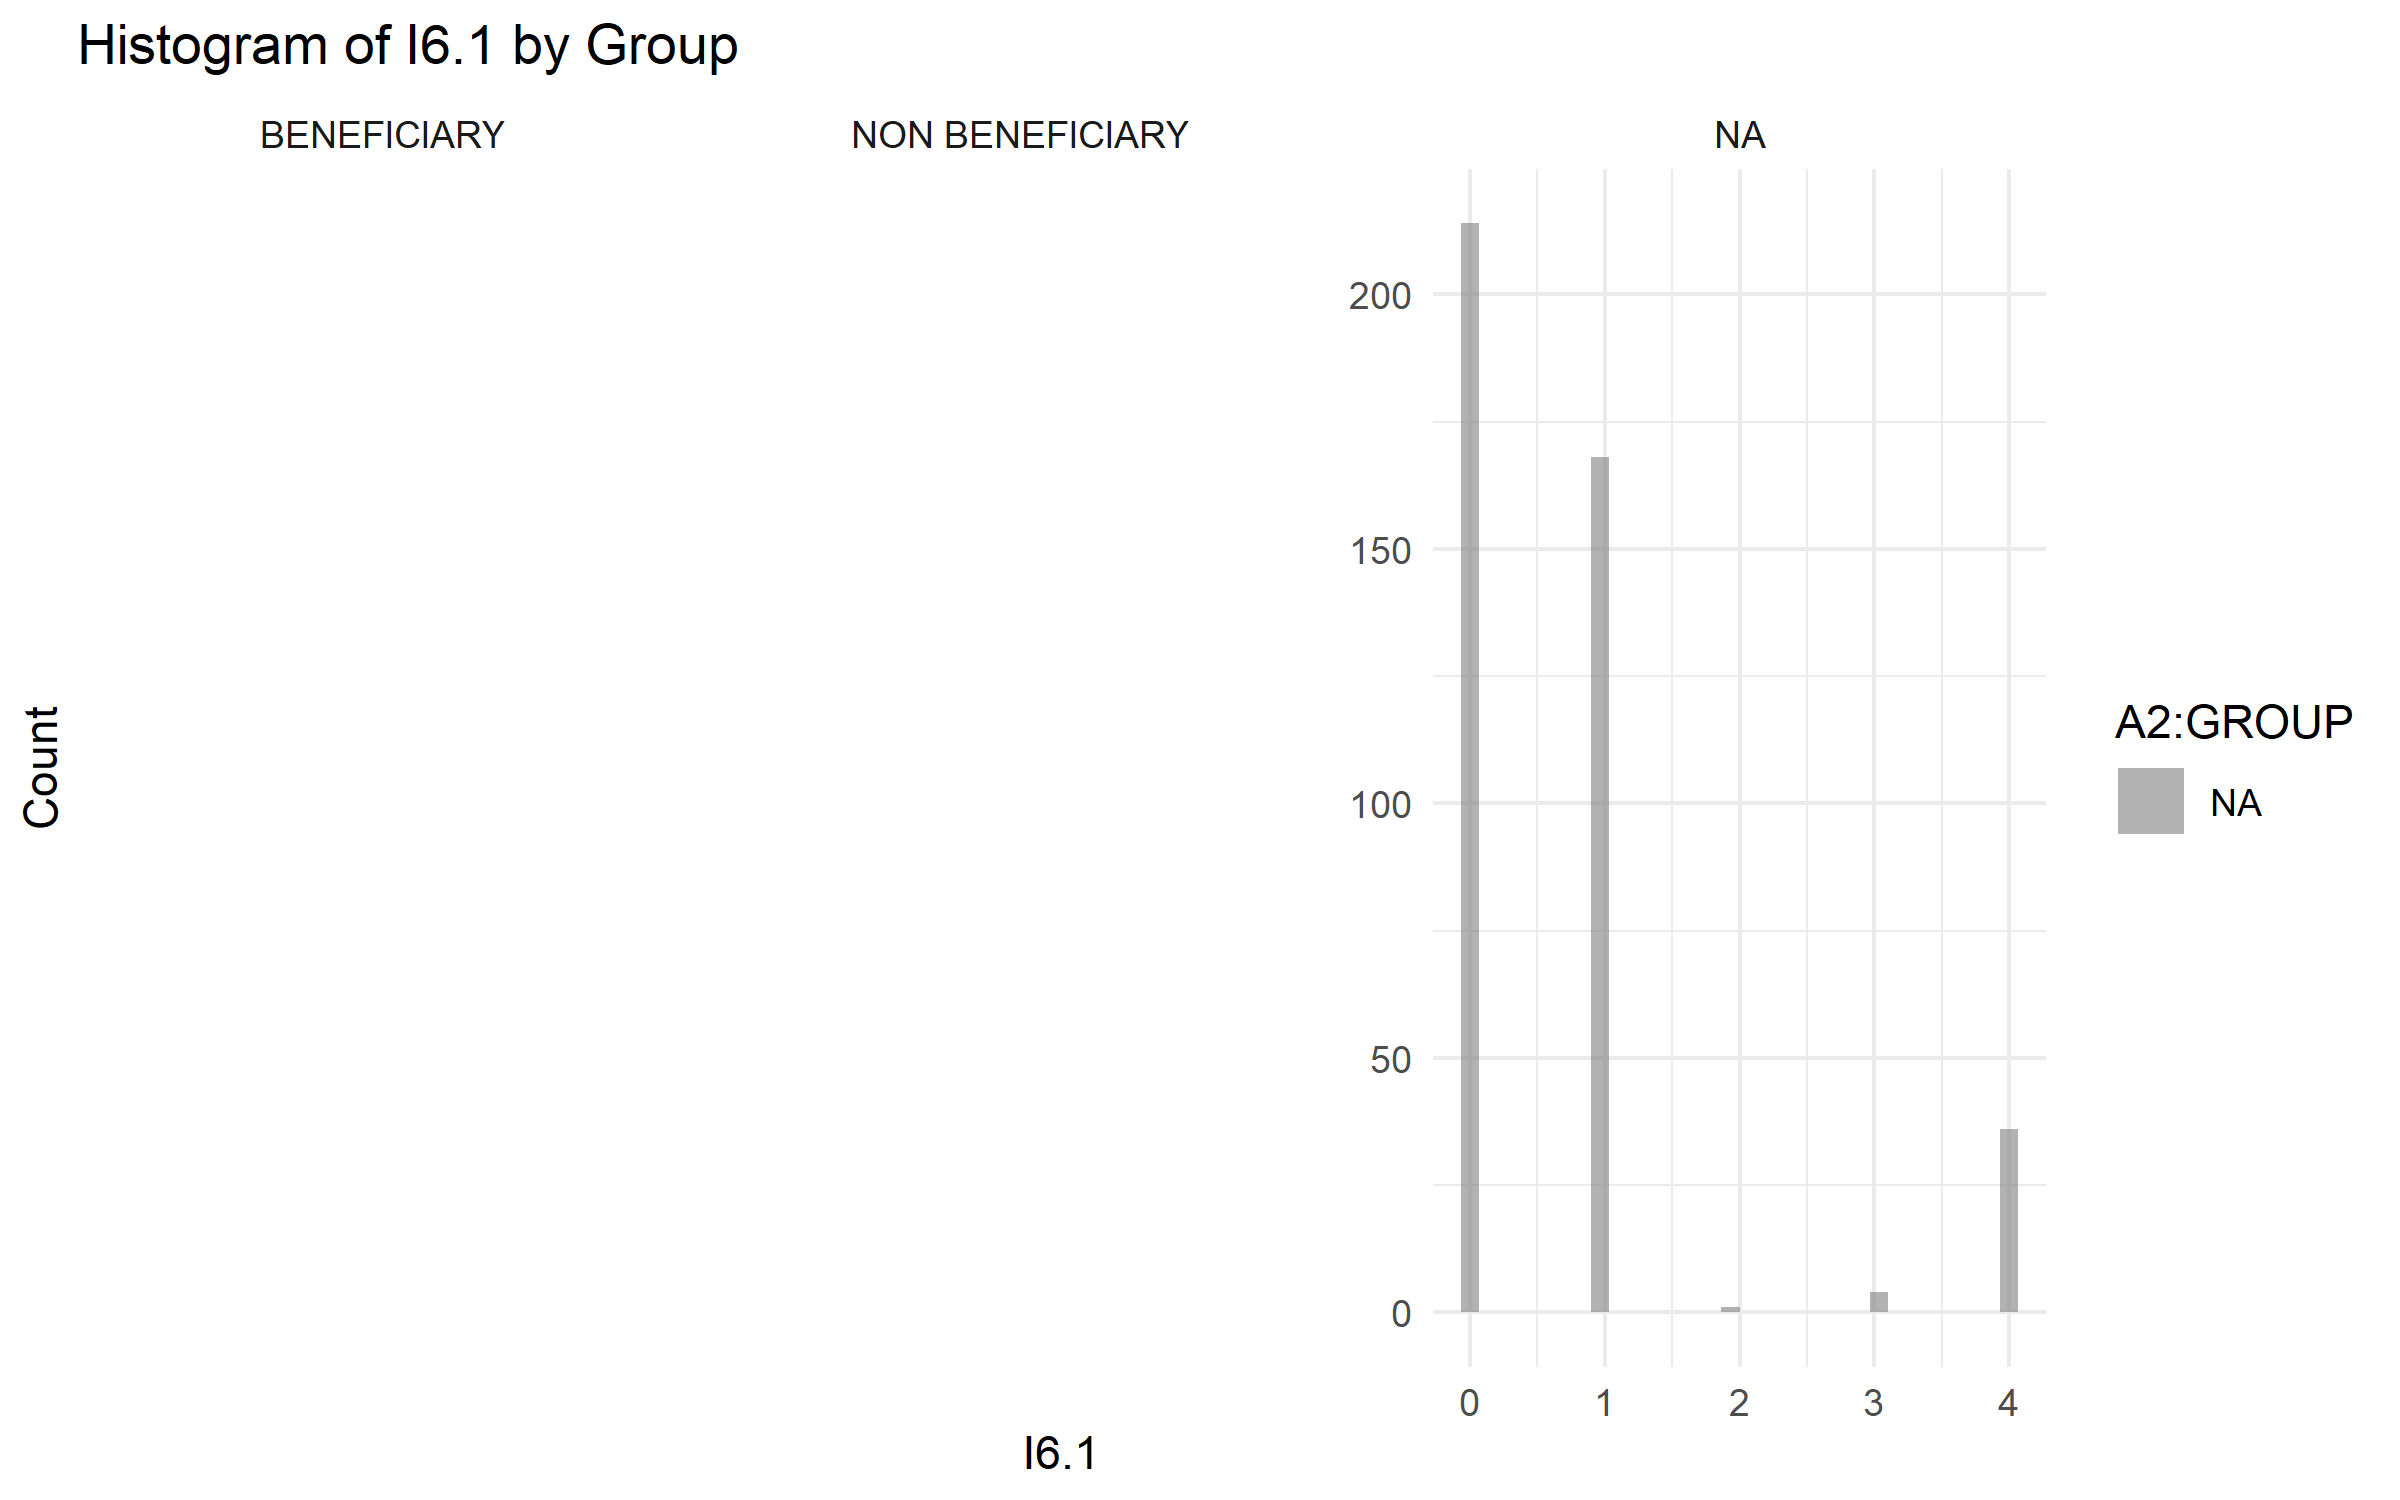 Histogram of I6.1 by Group
BENEFICIARY
NON BENEFICIARY
NA
200
150
100
50
0
Count
0 1 2 3 4
I6.1
A2:GROUP
NA